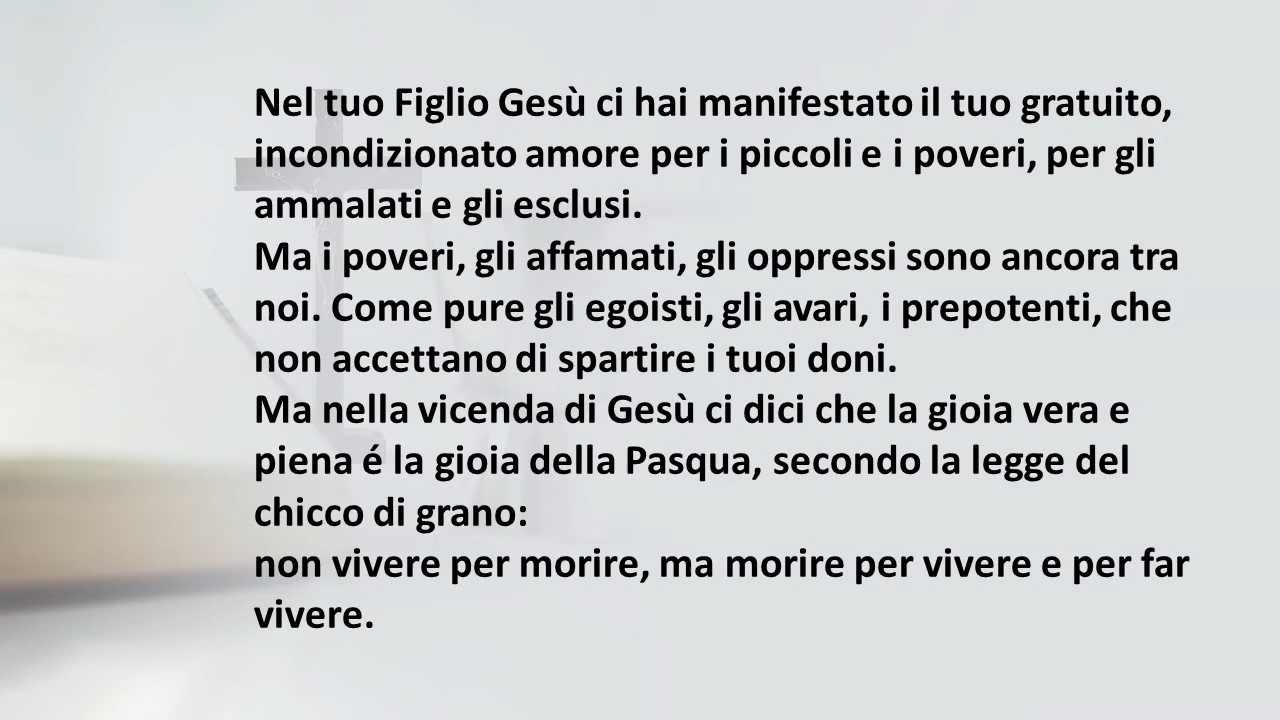 Nel tuo Figlio Gesù ci hai manifestato il tuo gratuito,
incondizionato amore per i piccoli e i poveri, per gli
ammalati e gli esclusi.
Ma i poveri, gli affamati, gli oppressi sono ancora tra
noi. Come pure gli egoisti, gli avari, i prepotenti, che
non accettano di spartire i tuoi doni.
Ma nella vicenda di Gesù ci dici che la gioia vera e
piena é la gioia della Pasqua, secondo la legge del
chicco di grano:
non vivere per morire, ma morire per vivere e per far
vivere.